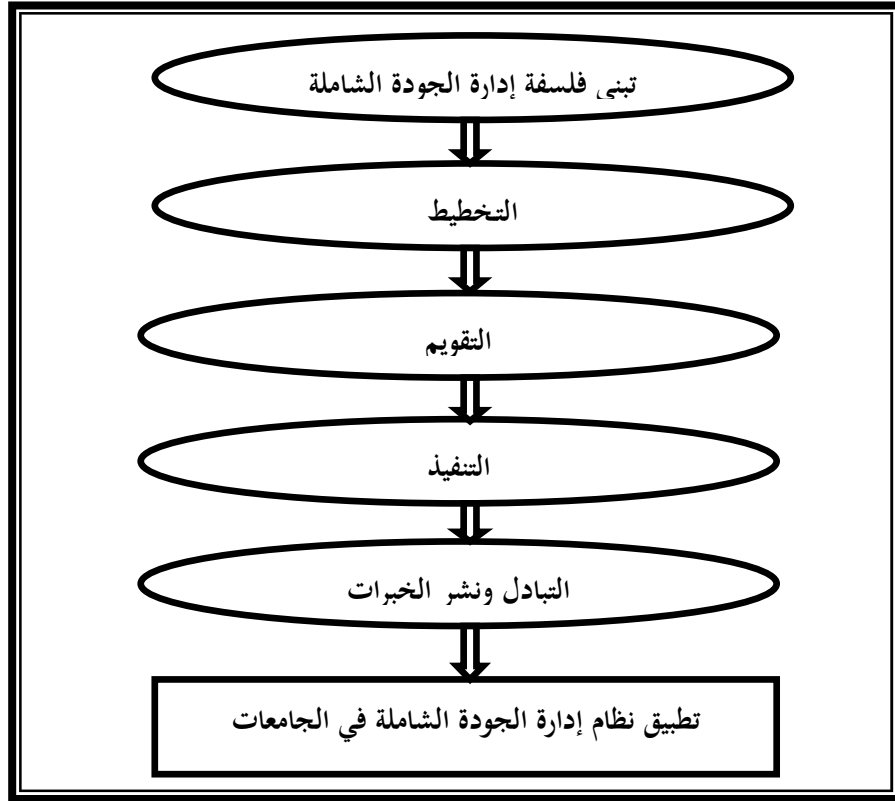 تبنى فلسفة إدارة الجودة الشاملة
التخطيط
التقويم
التنفيذ
التبادل ونشر الخبرات
تطبيق نظام إدارة الجودة الشاملة في الجامعات